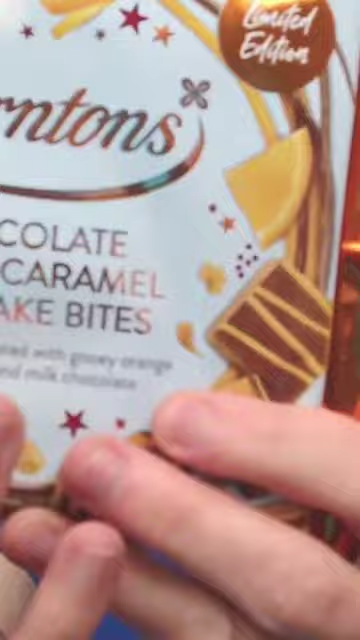 Limited
Edition
rntons
COLATE
CARAMEL
AKE BITES
ated with gooey orange
nd milk chocolate